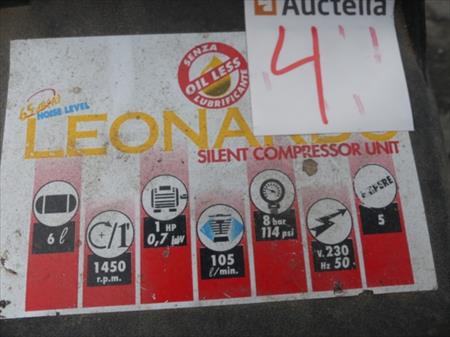 Auctelia
4
SENZA
OIL LESS
LUBRIFICANTE
NOISE LEVEL
LEONARDO
SILENT COMPRESSOR UNIT
6 l
C/1'
1450
r.p.m.
1 HP
0,7 kW
105
l/min.
8 bar
114 psi
V. 230
Hz 50
5